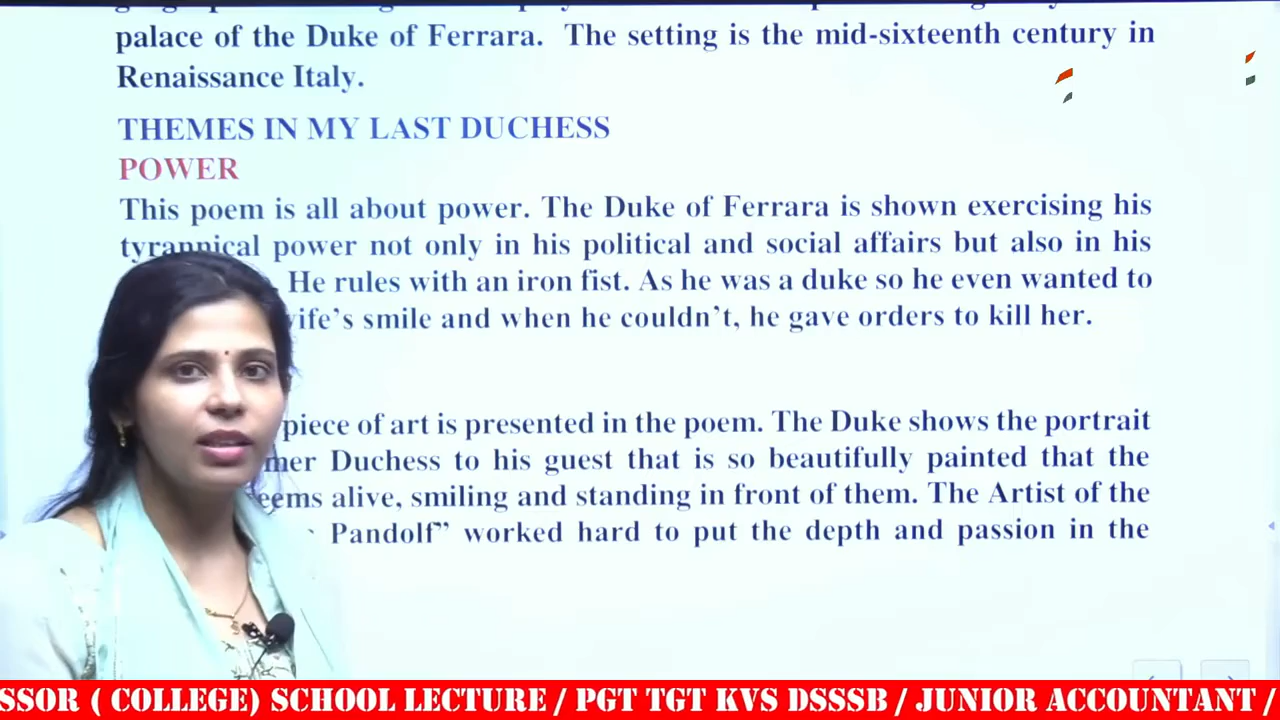 palace of the Duke of Ferrara. The setting is the mid-sixteenth century in
Renaissance Italy.
THEMES IN MY LAST DUCHESS
POWER
This poem is all about power. The Duke of Ferrara is shown exercising his
tyrannical power not only in his political and social affairs but also in his
He rules with an iron fist. As he was a duke so he even wanted to
wife's smile and when he couldn't, he gave orders to kill her.
piece of art is presented in the poem. The Duke shows the portrait
Duchess to his guest that is so beautifully painted that the
seems alive, smiling and standing in front of them. The Artist of the
Pandolf” worked hard to put the depth and passion in the
SSOR ( COLLEGE) SCHOOL LECTURE / PGT TGT KVS DSSSB / JUNIOR ACCOUNTANT /